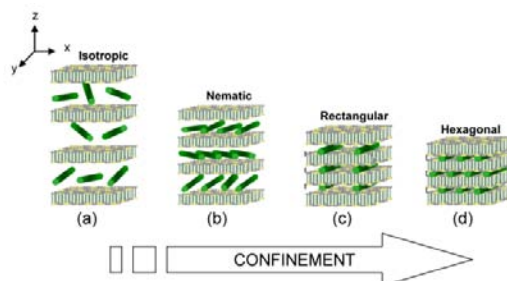 z
x
y
Isotropic
Nematic
Rectangular
Hexagonal
(a)
(b)
(c)
(d)
CONFINEMENT